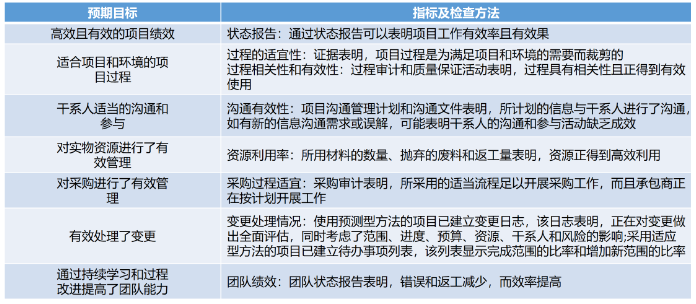 预期目标
指标及检查方法
高效且有效的项目绩效
状态报告：通过状态报告可以表明项目工作有效率且有效果
适合项目和环境的项
目过程
过程的适宜性：证据表明，项目过程是为满足项目和环境的需要而裁剪的
过程相关性和有效性：过程审计和质量保证活动表明，过程具有相关性且正得到有效
使用
干系人适当的沟通和
参与
沟通有效性：项目沟通管理计划和沟通文件表明，所计划的信息与干系人进行了沟通，
如有新的信息沟通需求或误解，可能表明干系人的沟通和参与活动缺乏成效
对实物资源进行了有
效管理
资源利用率：所用材料的数量、抛弃的废料和返工量表明，资源正得到高效利用
对采购进行了有效管
理
采购过程适宜：采购审计表明，所采用的适当流程足以开展采购工作，而且承包商正
在按计划开展工作
有效处理了变更
变更处理情况：使用预测型方法的项目已建立变更日志，该日志表明，正在对变更做
出全面评估，同时考虑了范围、进度、预算、资源、干系人和风险的影响;采用适应
型方法的项目已建立待办事项列表，该列表显示完成范围的比率和增加新范围的比率
通过持续学习和过程
改进提高了团队能力
团队绩效：团队状态报告表明，错误和返工减少，而效率提高